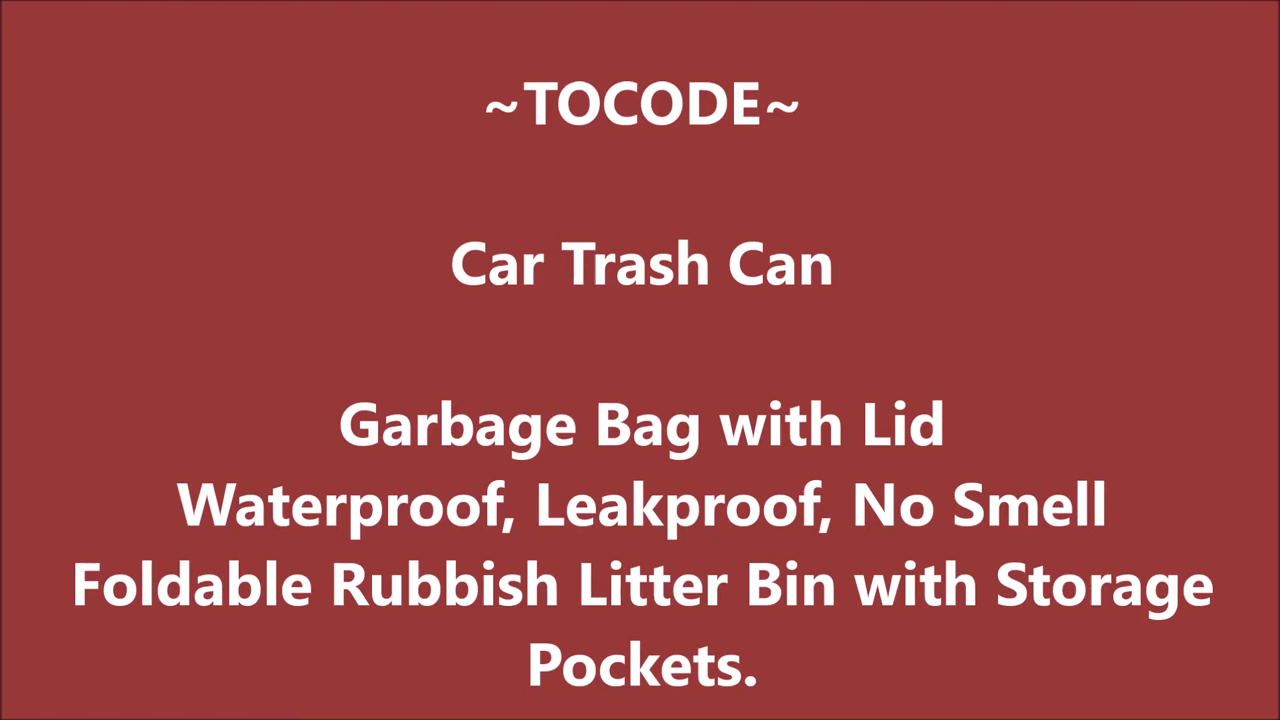 ~TOCODE~
Car Trash Can
Garbage Bag with Lid
Waterproof, Leakproof, No Smell
Foldable Rubbish Litter Bin with Storage
Pockets.